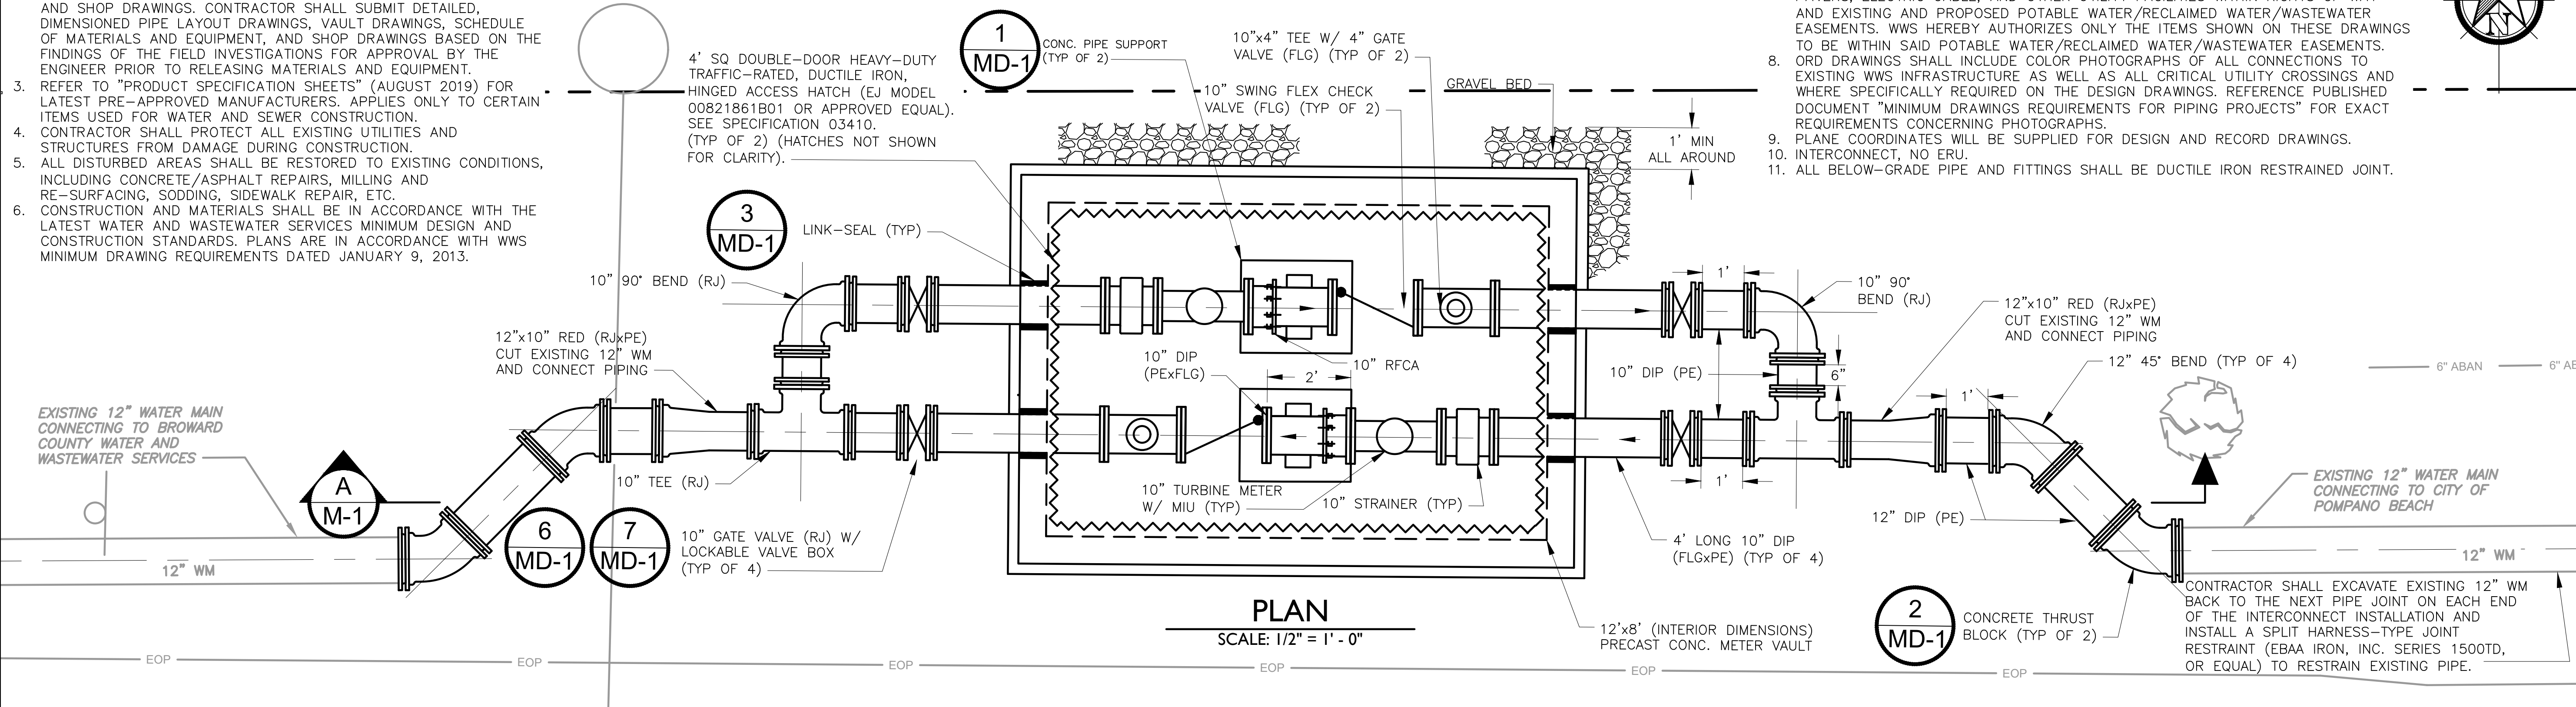 AND SHOP DRAWINGS. CONTRACTOR SHALL SUBMIT DETAILED,
DIMENSIONED PIPE LAYOUT DRAWINGS, VAULT DRAWINGS, SCHEDULE
OF MATERIALS AND EQUIPMENT, AND SHOP DRAWINGS BASED ON THE
FINDINGS OF THE FIELD INVESTIGATIONS FOR APPROVAL BY THE
ENGINEER PRIOR TO RELEASING MATERIALS AND EQUIPMENT.
3. REFER TO "PRODUCT SPECIFICATION SHEETS" (AUGUST 2019) FOR
LATEST PRE-APPROVED MANUFACTURERS. APPLIES ONLY TO CERTAIN
ITEMS USED FOR WATER AND SEWER CONSTRUCTION.
4. CONTRACTOR SHALL PROTECT ALL EXISTING UTILITIES AND
STRUCTURES FROM DAMAGE DURING CONSTRUCTION.
5. ALL DISTURBED AREAS SHALL BE RESTORED TO EXISTING CONDITIONS,
INCLUDING CONCRETE/ASPHALT REPAIRS, MILLING AND
RE-SURFACING, SODDING, SIDEWALK REPAIR, ETC.
6. CONSTRUCTION AND MATERIALS SHALL BE IN ACCORDANCE WITH THE
LATEST WATER AND WASTEWATER SERVICES MINIMUM DESIGN AND
CONSTRUCTION STANDARDS. PLANS ARE IN ACCORDANCE WITH WWS
MINIMUM DRAWING REQUIREMENTS DATED JANUARY 9, 2013.
4' SQ DOUBLE-DOOR HEAVY-DUTY
TRAFFIC-RATED, DUCTILE IRON,
HINGED ACCESS HATCH (EJ MODEL
00821861B01 OR APPROVED EQUAL).
SEE SPECIFICATION 03410.
(TYP OF 2) (HATCHES NOT SHOWN
FOR CLARITY).
1
MD-1
CONC. PIPE SUPPORT
(TYP OF 2)
10"x4" TEE W/ 4" GATE
VALVE (FLG) (TYP OF 2)
10" SWING FLEX CHECK
VALVE (FLG) (TYP OF 2)
GRAVEL BED
1' MIN
ALL AROUND
AND EXISTING AND PROPOSED POTABLE WATER/RECLAIMED WATER/WASTEWATER
EASEMENTS. WWS HEREBY AUTHORIZES ONLY THE ITEMS SHOWN ON THESE DRAWINGS
TO BE WITHIN SAID POTABLE WATER/RECLAIMED WATER/WASTEWATER EASEMENTS.
8. ORD DRAWINGS SHALL INCLUDE COLOR PHOTOGRAPHS OF ALL CONNECTIONS TO
EXISTING WWS INFRASTRUCTURE AS WELL AS ALL CRITICAL UTILITY CROSSINGS AND
WHERE SPECIFICALLY REQUIRED ON THE DESIGN DRAWINGS. REFERENCE PUBLISHED
DOCUMENT "MINIMUM DRAWINGS REQUIREMENTS FOR PIPING PROJECTS" FOR EXACT
REQUIREMENTS CONCERNING PHOTOGRAPHS.
9. PLANE COORDINATES WILL BE SUPPLIED FOR DESIGN AND RECORD DRAWINGS.
10. INTERCONNECT, NO ERU.
11. ALL BELOW-GRADE PIPE AND FITTINGS SHALL BE DUCTILE IRON RESTRAINED JOINT.
N
3
MD-1
LINK-SEAL (TYP)
10" 90° BEND (RJ)
12"x10" RED (RJxPE)
CUT EXISTING 12" WM
AND CONNECT PIPING
EXISTING 12" WATER MAIN
CONNECTING TO BROWARD
COUNTY WATER AND
WASTEWATER SERVICES
A
M-1
12" WM
10" TEE (RJ)
6
MD-1
7
MD-1
10" GATE VALVE (RJ) W/
LOCKABLE VALVE BOX
(TYP OF 4)
10" DIP
(PExFLG)
2'
10" RFCA
10" TURBINE METER
W/ MIU (TYP)
10" STRAINER (TYP)
1'
10" 90°
BEND (RJ)
10" DIP (PE)
6"
1'
12"x10" RED (RJxPE)
CUT EXISTING 12" WM
AND CONNECT PIPING
12" 45° BEND (TYP OF 4)
6" ABAN
1'
12" DIP (PE)
4' LONG 10" DIP
(FLGxPE) (TYP OF 4)
EXISTING 12" WATER MAIN
CONNECTING TO CITY OF
POMPANO BEACH
12" WM
CONTRACTOR SHALL EXCAVATE EXISTING 12" WM
BACK TO THE NEXT PIPE JOINT ON EACH END
OF THE INTERCONNECT INSTALLATION AND
INSTALL A SPLIT HARNESS-TYPE JOINT
RESTRAINT (EBAA IRON, INC. SERIES 1500TD,
OR EQUAL) TO RESTRAIN EXISTING PIPE.
2
MD-1
CONCRETE THRUST
BLOCK (TYP OF 2)
12'x8' (INTERIOR DIMENSIONS)
PRECAST CONC. METER VAULT
PLAN
SCALE: 1/2" = 1' - 0"
EOP
EOP
EOP
EOP
EOP
EOP